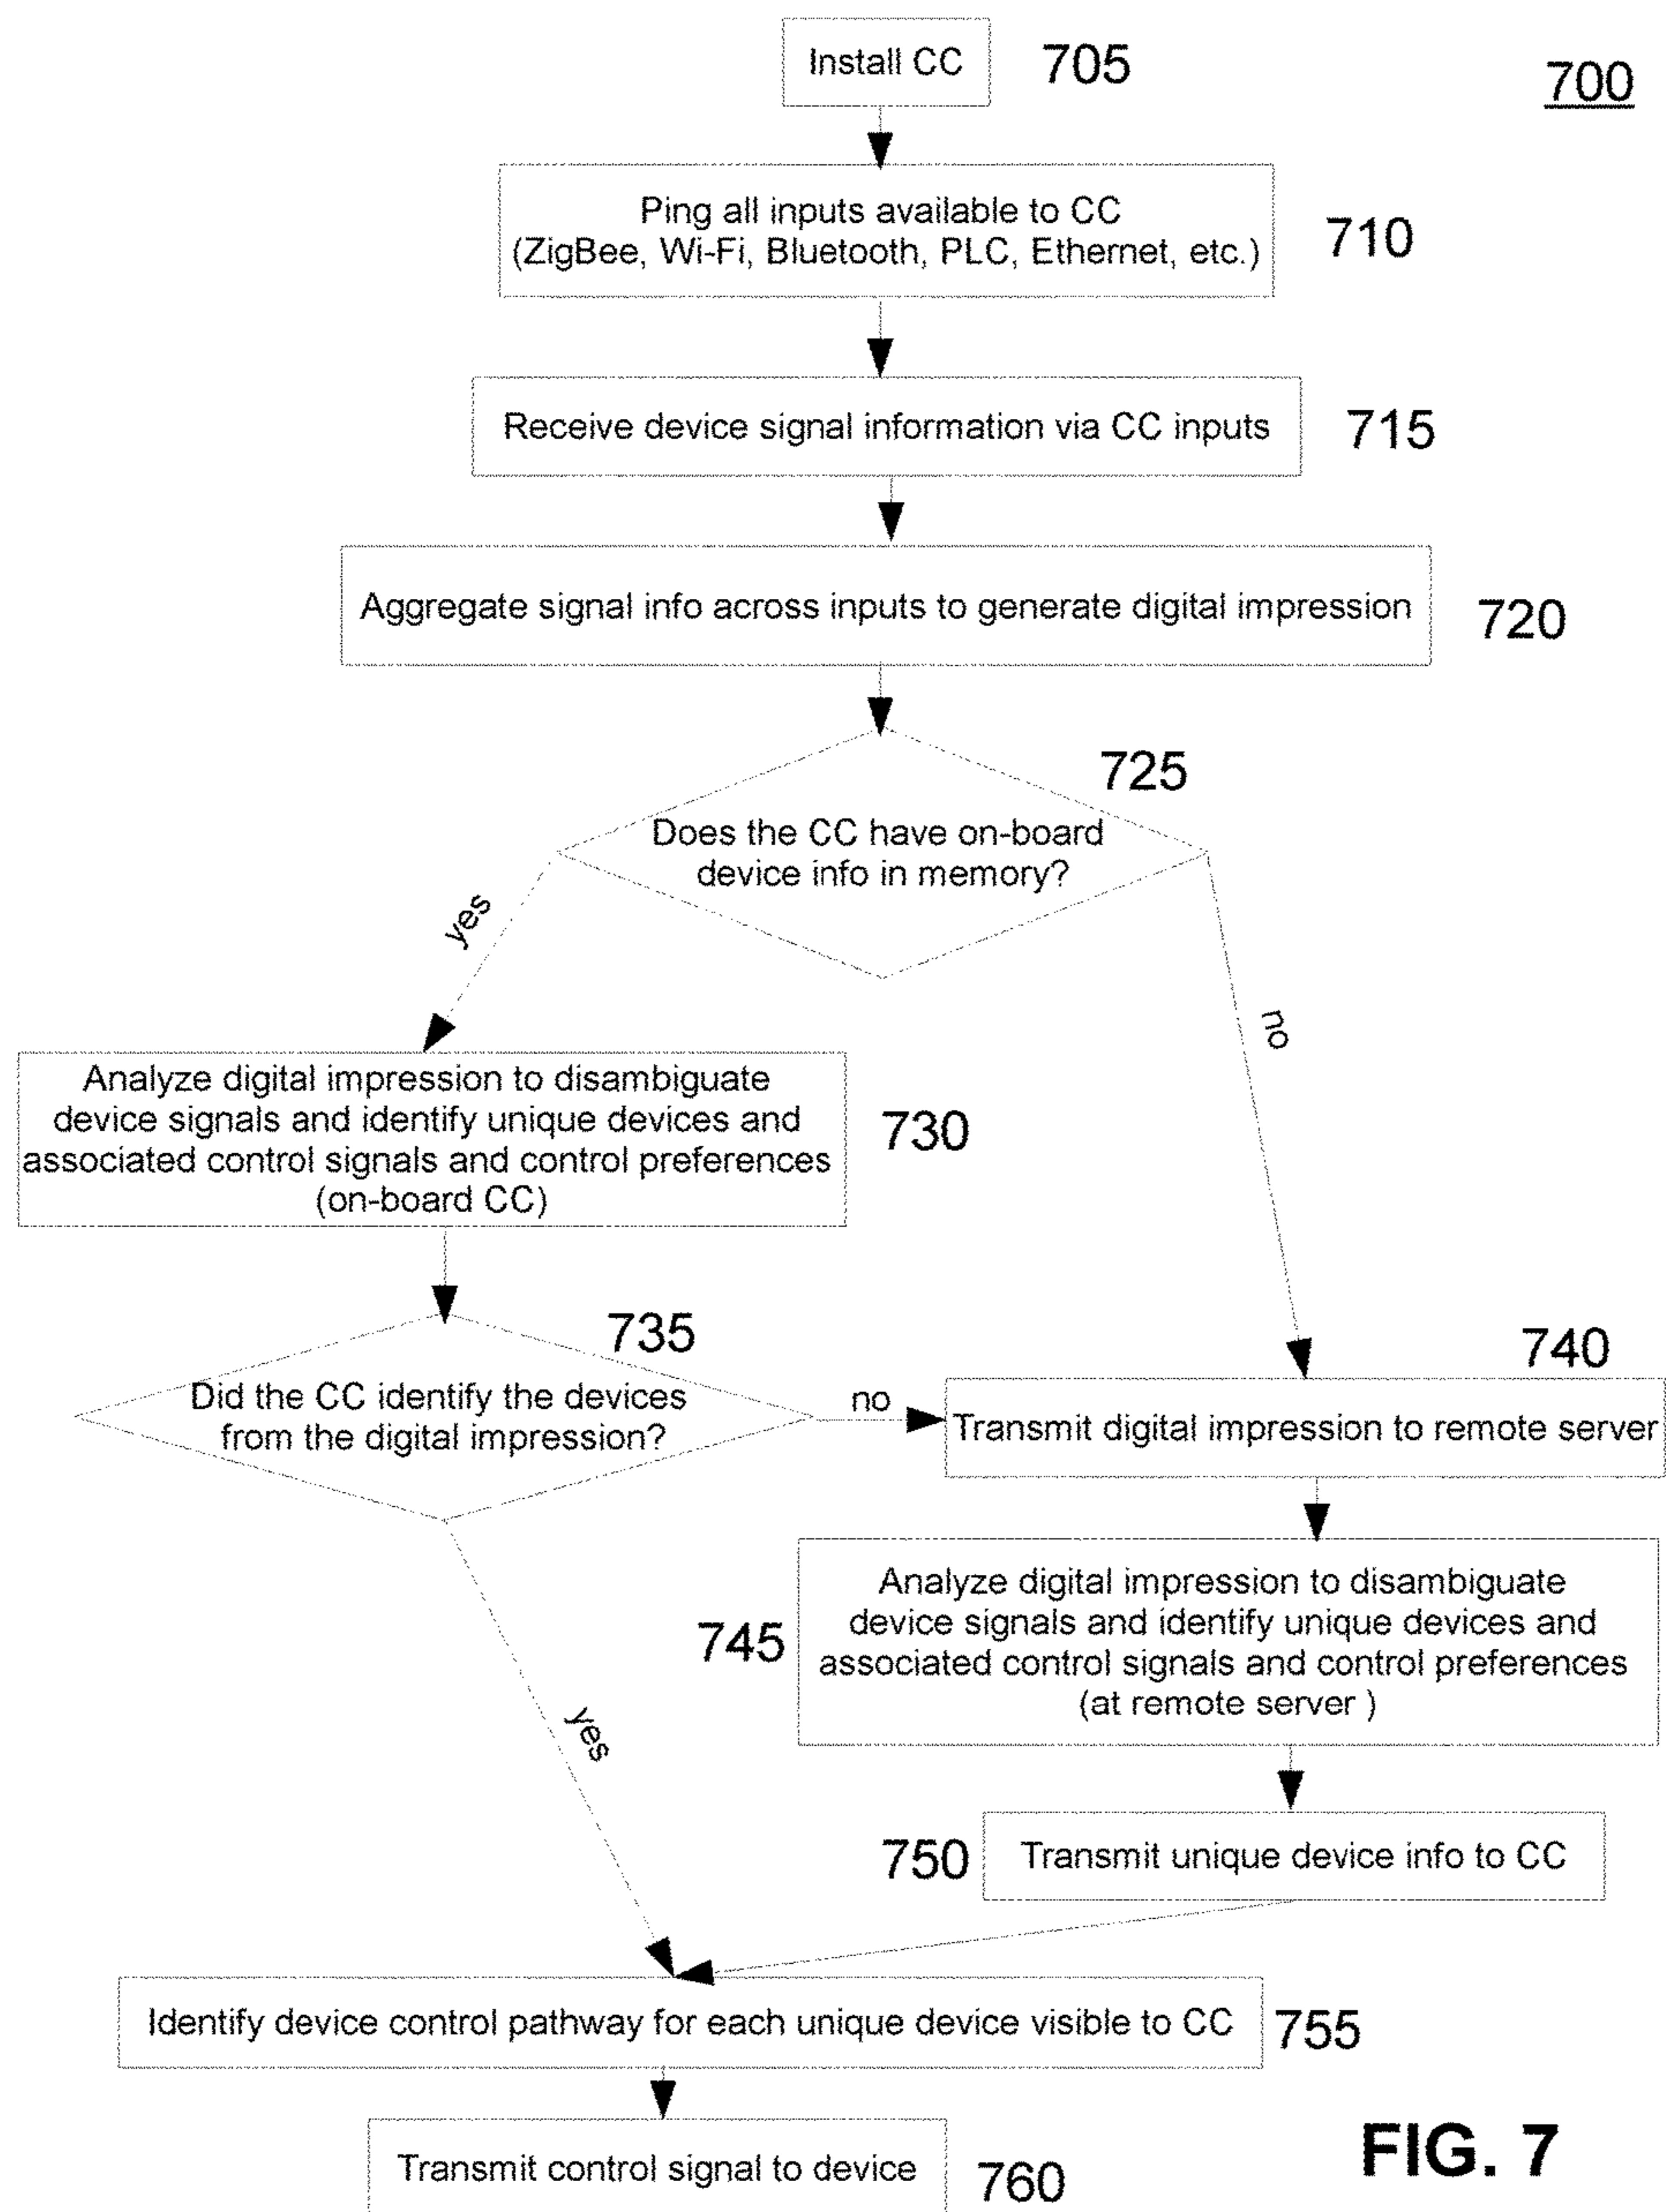 Install CC
705
700
Ping all inputs available to CC
(ZigBee, Wi-Fi, Bluetooth, PLC, Ethernet, etc.)
710
Receive device signal information via CC inputs
715
Aggregate signal info across inputs to generate digital impression
720
725
Does the CC have on-board
device info in memory?
yes
no
Analyze digital impression to disambiguate
device signals and identify unique devices and
associated control signals and control preferences
(on-board CC)
730
735
Did the CC identify the devices
from the digital impression?
no
740
Transmit digital impression to remote server
745
Analyze digital impression to disambiguate
device signals and identify unique devices and
associated control signals and control preferences
(at remote server )
yes
750
Transmit unique device info to CC
Identify device control pathway for each unique device visible to CC
755
Transmit control signal to device
760
FIG. 7